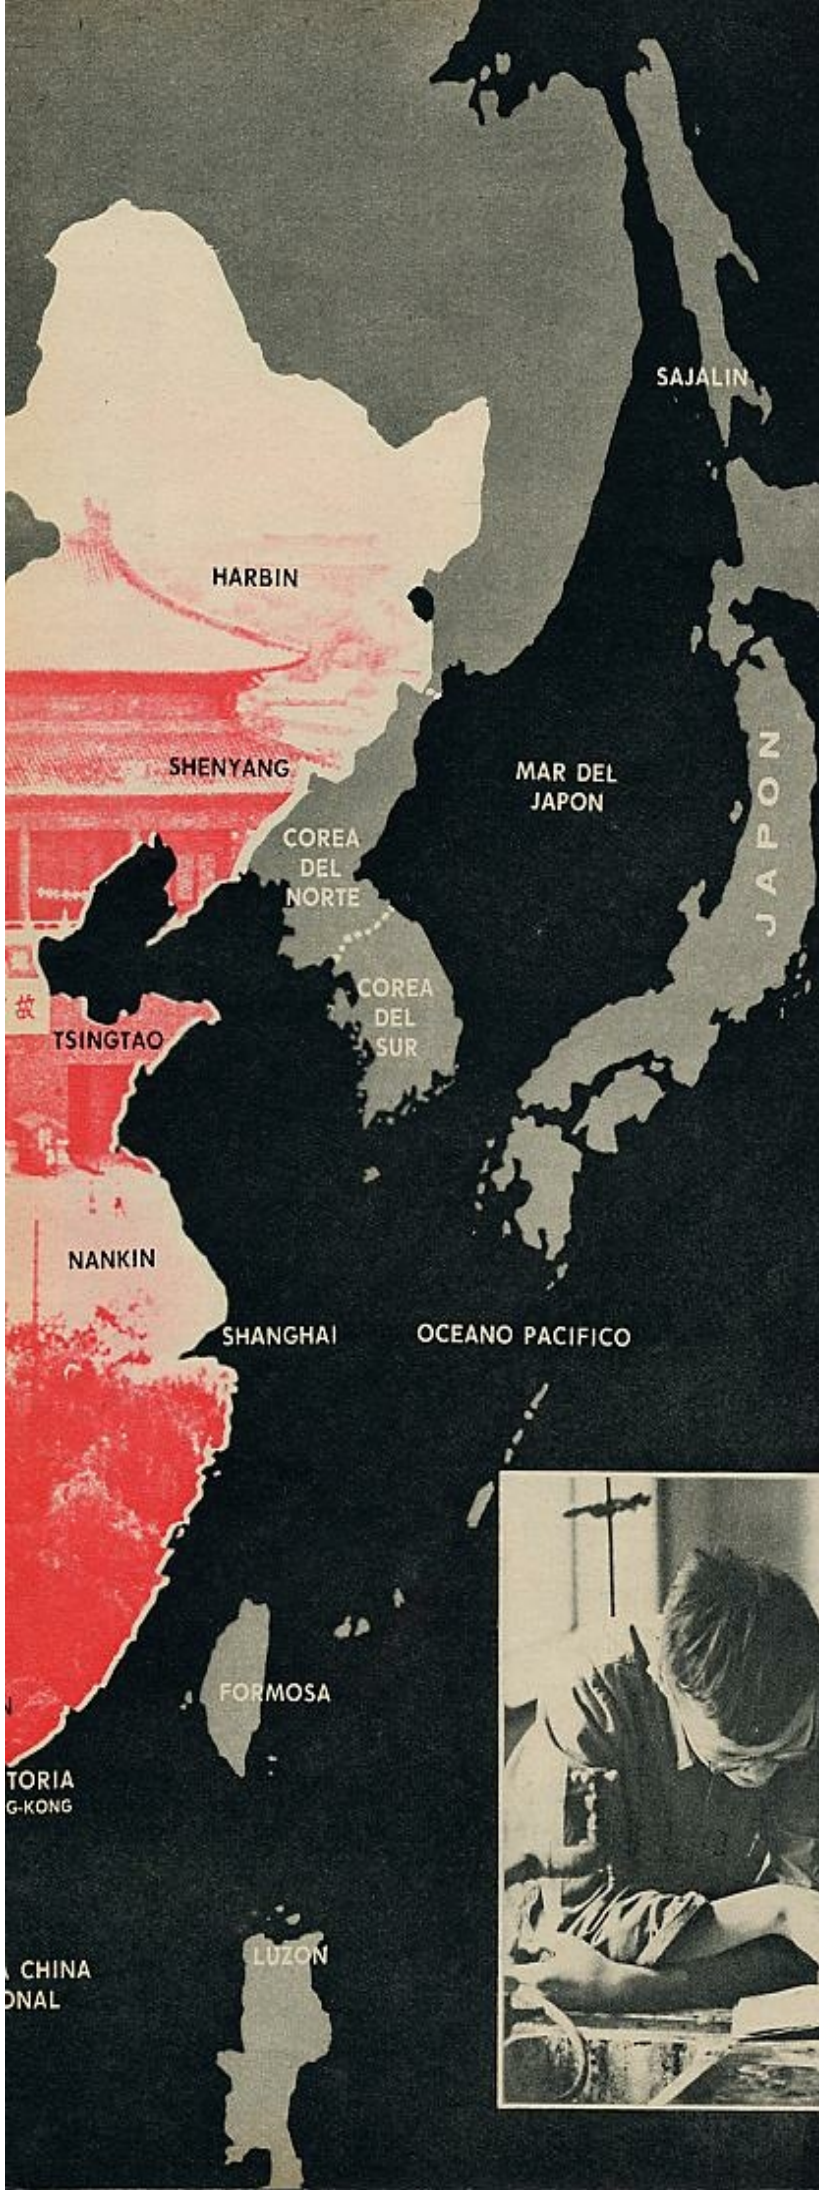 SAJALIN
HARBIN
SHENYANG
MAR DEL
JAPON
JAPON
COREA
DEL
NORTE
COREA
DEL
SUR
故
TSINGTAO
NANKIN
SHANGHAI
OCEANO PACIFICO
FORMOSA
N
TORIA
G-KONG
LUZON
CHINA
ONAL